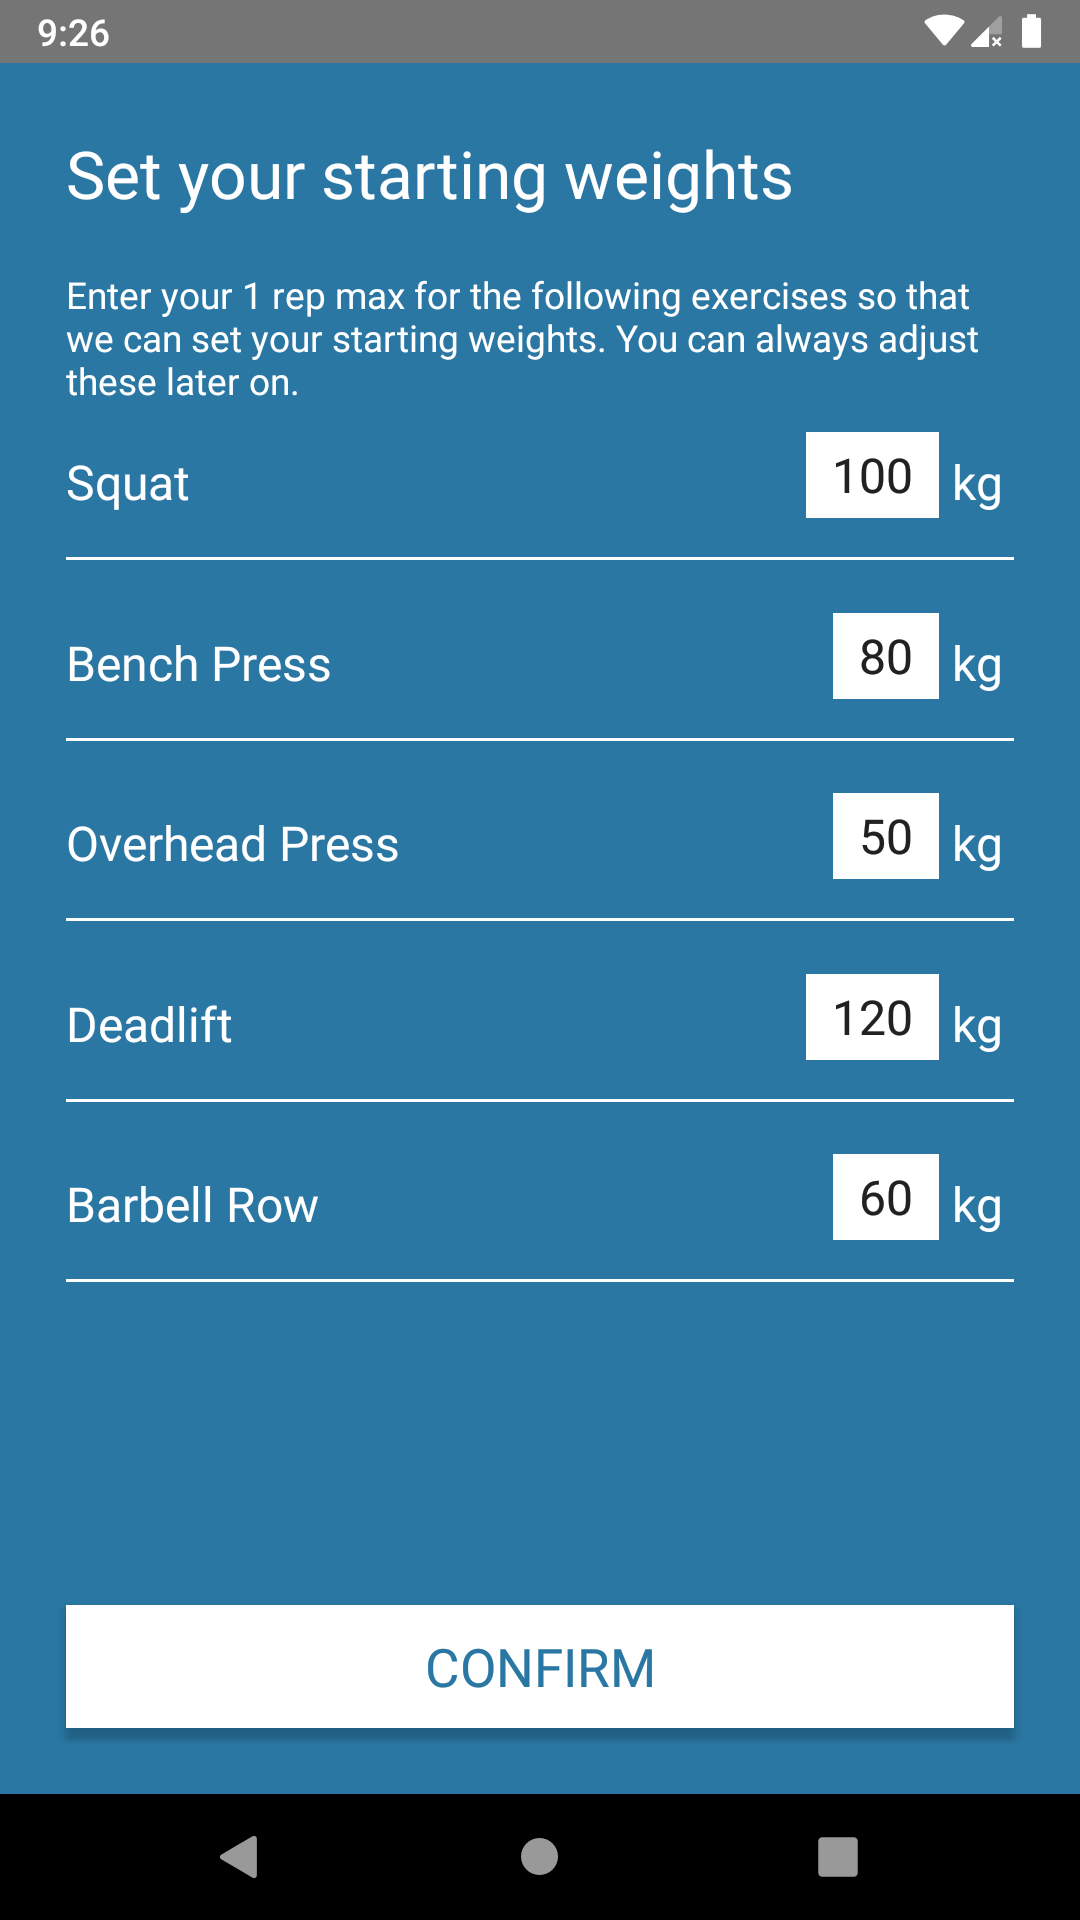 9:26
Set your starting weights
Enter your 1 rep max for the following exercises so that
we can set your starting weights. You can always adjust
these later on.
Squat 100 kg
Bench Press 80 kg
Overhead Press 50 kg
Deadlift 120 kg
Barbell Row 60 kg
CONFIRM